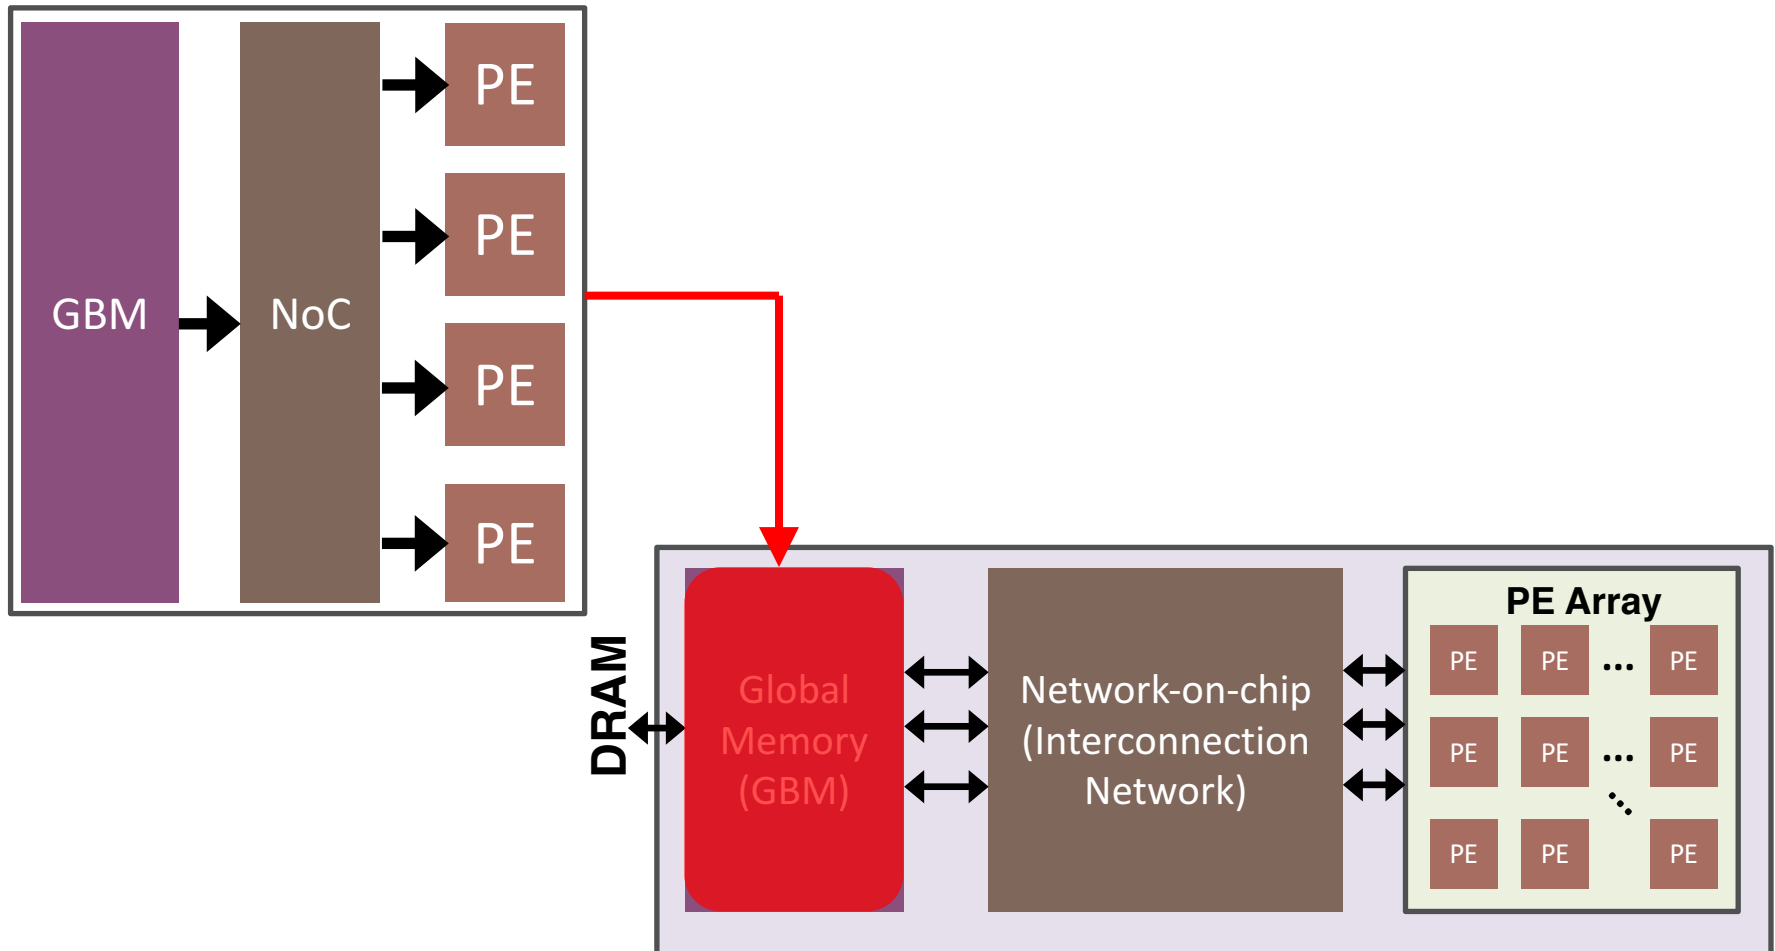 PE
PE
GBM
NoC
PE
PE
DRAM
Global
Memory
(GBM)
Network-on-chip
(Interconnection
Network)
PE Array
PE PE ... PE
PE PE ... PE
...
PE PE PE